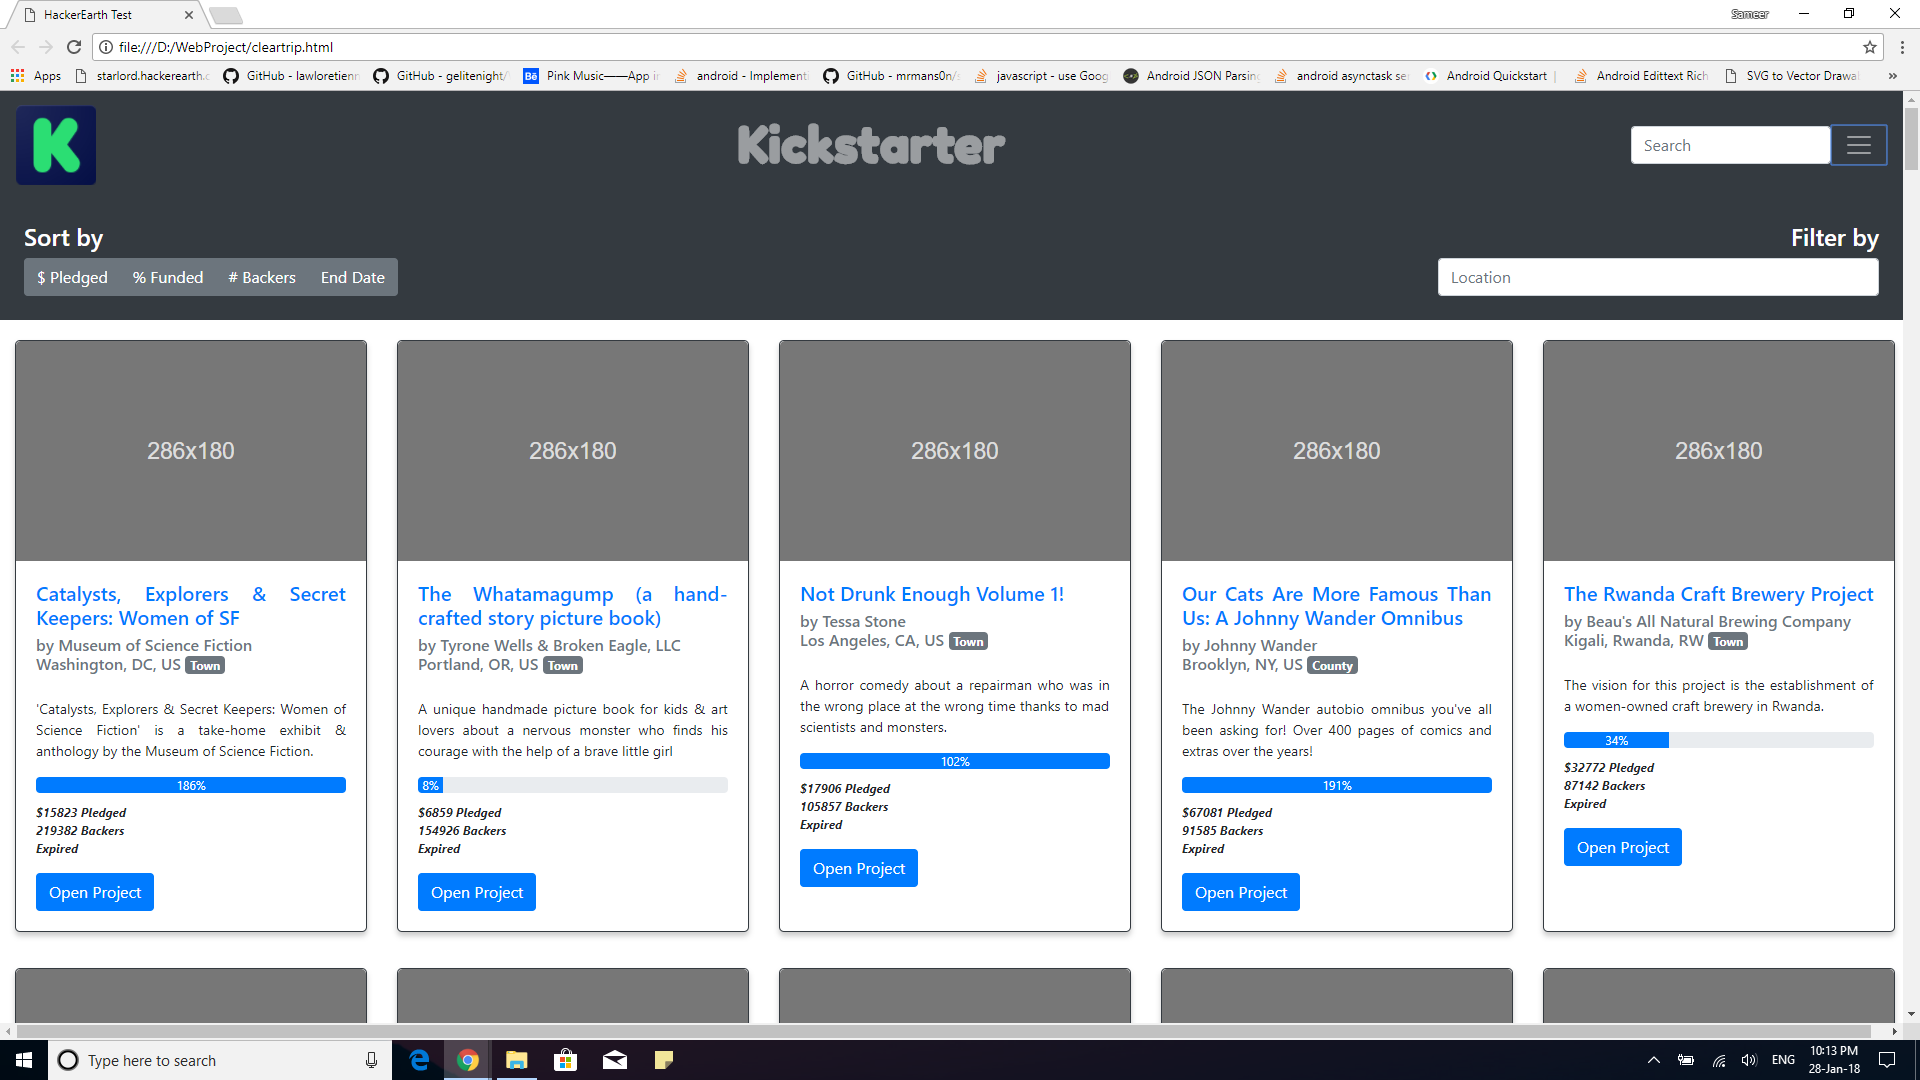 HackerEarth Test
Sameer
file:///D:/WebProject/cleartrip.html
Apps
starlord.hackerearth.c
GitHub - lawloretienn
GitHub - gelitenight/
Bē
Pink Music——App i
android - Implementi
GitHub - mrmans0n/
javascript - use Goog
Android JSON Parsing
android asynctask se
Android Quickstart |
Android Edittext Rich
SVG to Vector Drawa
»
K
Kickstarter
Search
Sort by
Filter by
$ Pledged % Funded # Backers End Date
Location
286x180
Catalysts, Explorers & Secret
Keepers: Women of SF
by Museum of Science Fiction
Washington, DC, US Town
'Catalysts, Explorers & Secret Keepers: Women of
Science Fiction' is a take-home exhibit &
anthology by the Museum of Science Fiction.
186%
$15823 Pledged
219382 Backers
Expired
Open Project
286x180
The Whatamagump (a hand-
crafted story picture book)
by Tyrone Wells & Broken Eagle, LLC
Portland, OR, US Town
A unique handmade picture book for kids & art
lovers about a nervous monster who finds his
courage with the help of a brave little girl
8%
$6859 Pledged
154926 Backers
Expired
Open Project
286x180
Not Drunk Enough Volume 1!
by Tessa Stone
Los Angeles, CA, US Town
A horror comedy about a repairman who was in
the wrong place at the wrong time thanks to mad
scientists and monsters.
102%
$17906 Pledged
105857 Backers
Expired
Open Project
286x180
Our Cats Are More Famous Than
Us: A Johnny Wander Omnibus
by Johnny Wander
Brooklyn, NY, US County
The Johnny Wander autobio omnibus you've all
been asking for! Over 400 pages of comics and
extras over the years!
191%
$67081 Pledged
91585 Backers
Expired
Open Project
286x180
The Rwanda Craft Brewery Project
by Beau's All Natural Brewing Company
Kigali, Rwanda, RW Town
The vision for this project is the establishment of
a women-owned craft brewery in Rwanda.
34%
$32772 Pledged
87142 Backers
Expired
Open Project
Type here to search
ENG
10:13 PM
28-Jan-18